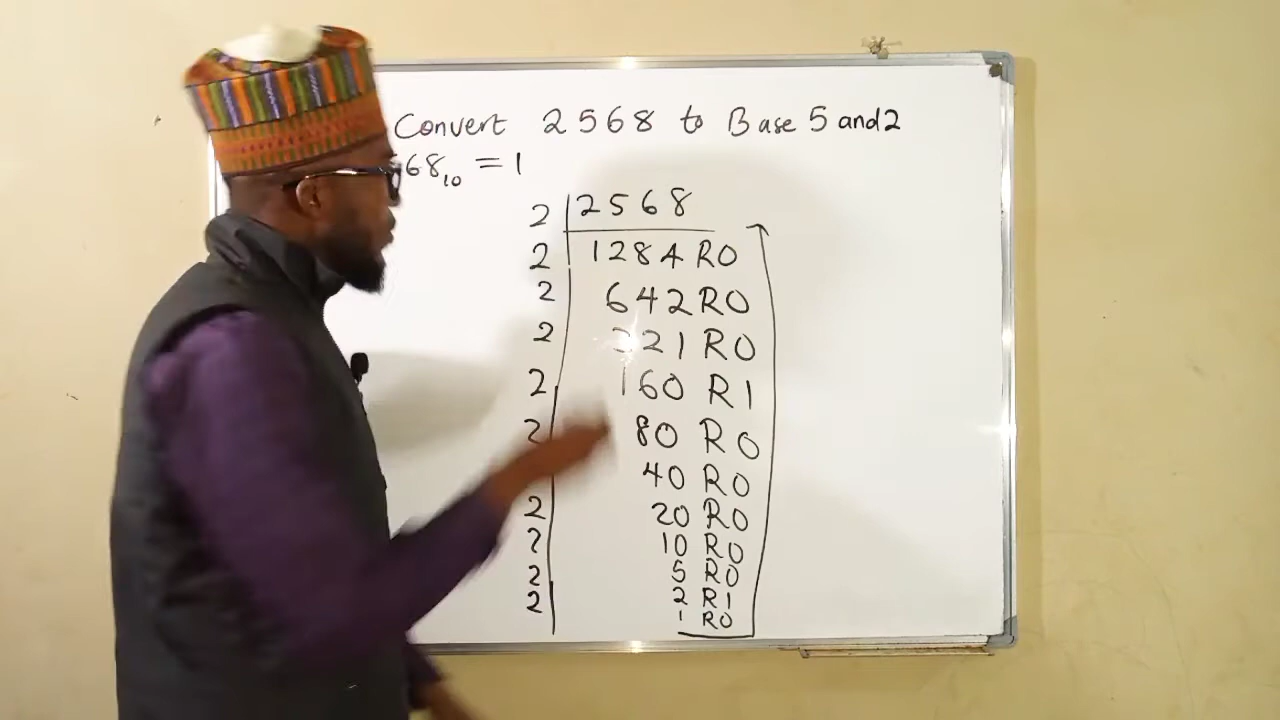 Convert 2568 to Base 5 and 2
68₁₀ = 1
2 2568
2 1284 R0
2 642 R0
2 321 R0
2 160 R1
2 80 R0
40 R0
2 20 R0
2 10 R0
2 5 R0
2 2 R1
1 R0